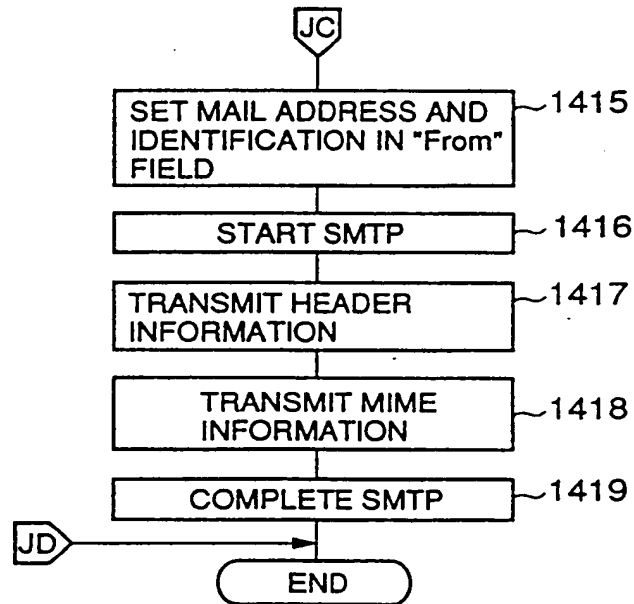 JC
SET MAIL ADDRESS AND
IDENTIFICATION IN "From"
FIELD
1415
START SMTP
1416
TRANSMIT HEADER
INFORMATION
1417
TRANSMIT MIME
INFORMATION
1418
COMPLETE SMTP
1419
JD
END